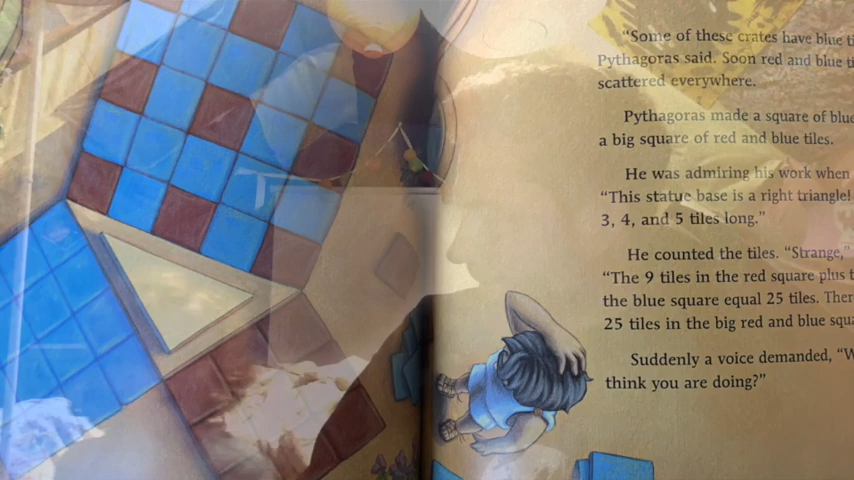 “Some of these crates have blue ti
Pythagoras said. Soon red and blue ti
scattered everywhere.
Pythagoras made a square of blue
a big square of red and blue tiles.
He was admiring his work when
“This statue base is a right triangle!
3, 4, and 5 tiles long.”
He counted the tiles. “Strange,”
“The 9 tiles in the red square plus t
the blue square equal 25 tiles. Ther
25 tiles in the big red and blue squa
Suddenly a voice demanded, “W
think you are doing?”